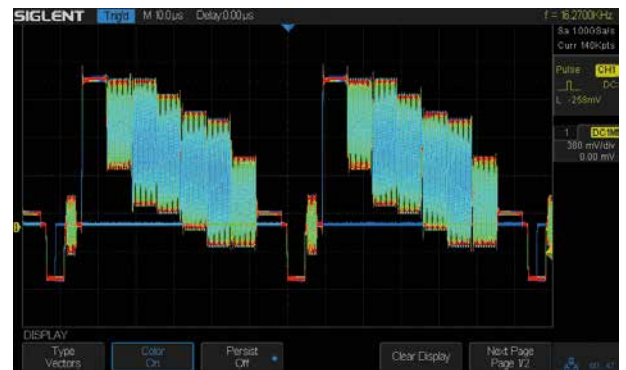 SIGLENT Trig'd M 10.0µs Delay:0.00µs f = 16.2700KHz
Sa 1.00GSa/s
Curr 140Kpts
Pulse CH1
DC
L -258mV
1 DC1M
380 mV/div
0.00 mV
DISPLAY
Type
Vectors
Color
On
Persist
Off
Clear Display
Next Page
Page 1/2